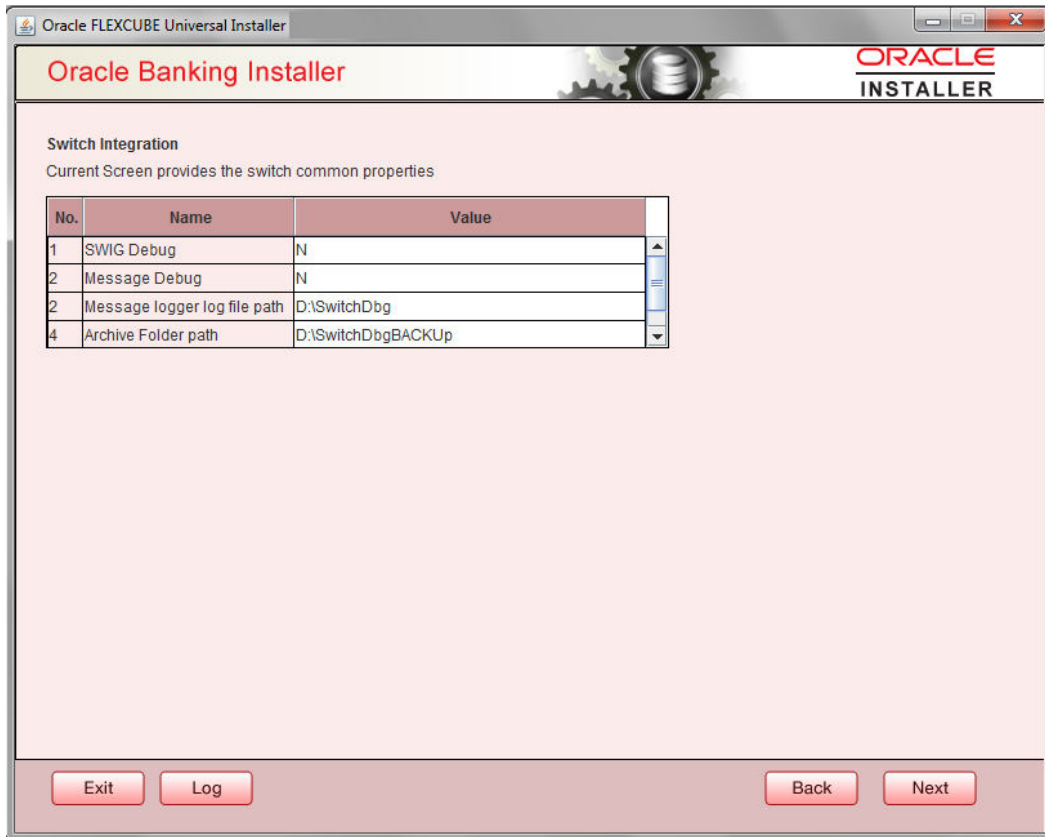 Oracle FLEXCUBE Universal Installer
Oracle Banking Installer
ORACLE
INSTALLER
Switch Integration
Current Screen provides the switch common properties
No. Name Value
1 SWIG Debug N
2 Message Debug N
2 Message logger log file path D:\SwitchDbg
4 Archive Folder path D:\SwitchDbgBACKUp
Exit Log Back Next